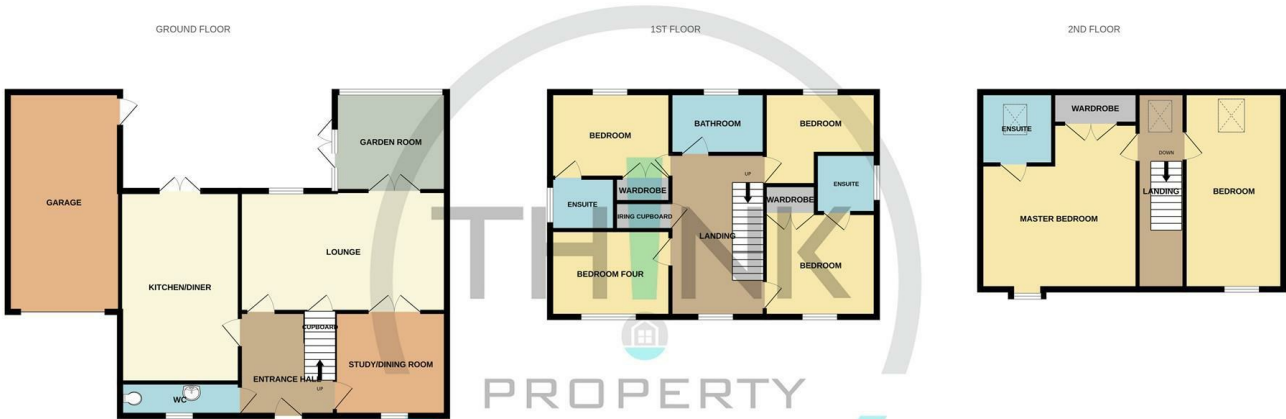 GROUND FLOOR
GARAGE
GARDEN ROOM
KITCHEN/DINER
LOUNGE
CUPBOARD
ENTRANCE HALL
UP
STUDY/DINING ROOM
WC
1ST FLOOR
BEDROOM
BATHROOM
BEDROOM
WARDROBE
ENSUITE
IRING CUPBOARD
UP
LANDING
WARDROBE
ENSUITE
BEDROOM FOUR
BEDROOM
2ND FLOOR
ENSUITE
WARDROBE
DOWN
LANDING
MASTER BEDROOM
BEDROOM
TH!NK
PROPERTY